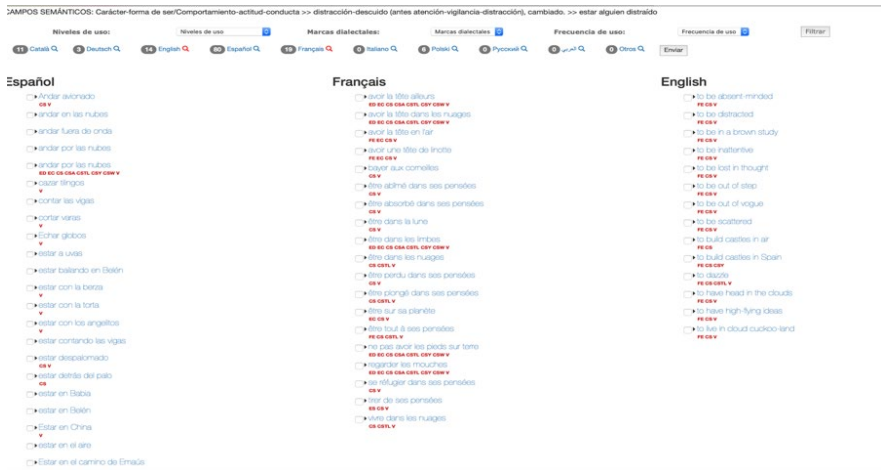 CAMPOS SEMÁNTICOS: Carácter-forma de ser/Comportamiento-actitud-conducta >> distracción-descuido (antes atención-vigilancia-distracción), cambiado. >> estar alguien distraído
Niveles de uso: Niveles de uso Marcas dialectales: Marcas dialectales Frecuencia de uso: Frecuencia de uso Filtrar
11 Català 3 Deutsch 14 English 80 Español 19 Français 0 Italiano 6 Polski 0 Русский 0 العربي 0 Otros Enviar
Español
Andar avionado
CS V
andar en las nubes
andar fuera de onda
andar por las nubes
andar por las nubes
ED EC CS CSA CSTL CSY CSW V
cazar tilingos
V
contar las vigas
cortar varas
V
Echar globos
V
estar a uvas
estar bailando en Belén
estar con la berza
V
estar con la torta
V
estar con los angelitos
V
estar contando las vigas
estar despalomado
CS V
estar detrás del palo
CS
estar en Babia
estar en Belén
Estar en China
V
estar en el aire
Estar en el camino de Emaús
Français
avoir la tête ailleurs
ED EC CS CSA CSTL CSY CSW V
avoir la tête dans les nuages
ED EC CS CSA CSTL CSY CSW V
avoir la tête en l'air
FE EC CS V
avoir une tête de linotte
FE EC CS V
bayer aux corneilles
CS V
être abîmé dans ses pensées
CS V
être absorbé dans ses pensées
CS V
être dans la lune
CS V
être dans les limbes
ED EC CS CSA CSTL CSY CSW V
être dans les nuages
CS CSTL V
être perdu dans ses pensées
CS V
être plongé dans ses pensées
CS CSTL V
être sur sa planète
EC CS V
être tout à ses pensées
FE CS CSTL V
ne pas avoir les pieds sur terre
ED EC CS CSA CSTL CSY CSW V
regarder les mouches
ED EC CS CSA CSTL CSY CSW V
se réfugier dans ses pensées
CS V
tirer de ses pensées
ES CS V
vivre dans les nuages
CS CSTL V
English
to be absent-minded
FE CS V
to be distracted
FE CS V
to be in a brown study
FE CS V
to be inattentive
FE CS V
to be lost in thought
FE CS V
to be out of step
FE CS V
to be out of vogue
FE CS V
to be scattered
FE CS V
to build castles in air
FE CS
to build castles in Spain
FE CS CSY
to dazzle
FE CS CSTL V
to have head in the clouds
FE CS V
to have high-flying ideas
FE CS V
to live in cloud cuckoo-land
FE CS V